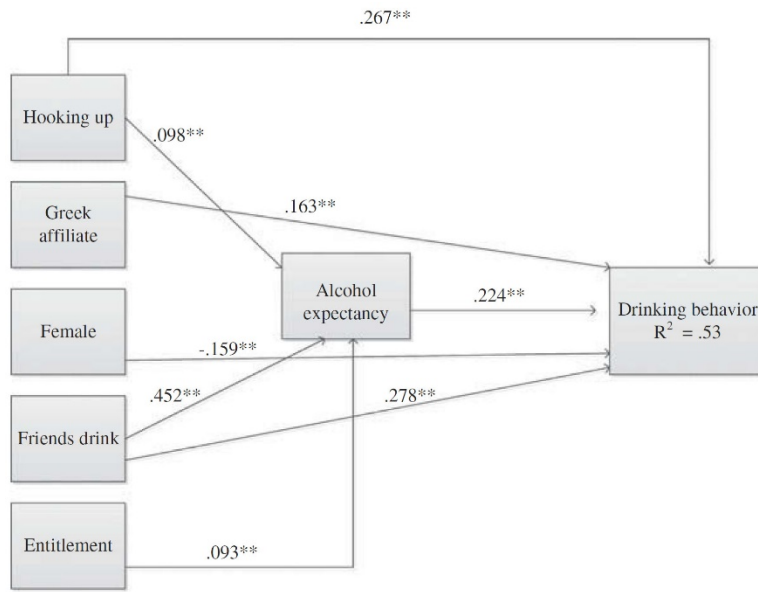 .267**
Hooking up
.098**
Greek
affiliate
.163**
Alcohol
expectancy
.224**
Drinking behavior
R² = .53
Female
-.159**
.452**
.278**
Friends drink
Entitlement
.093**